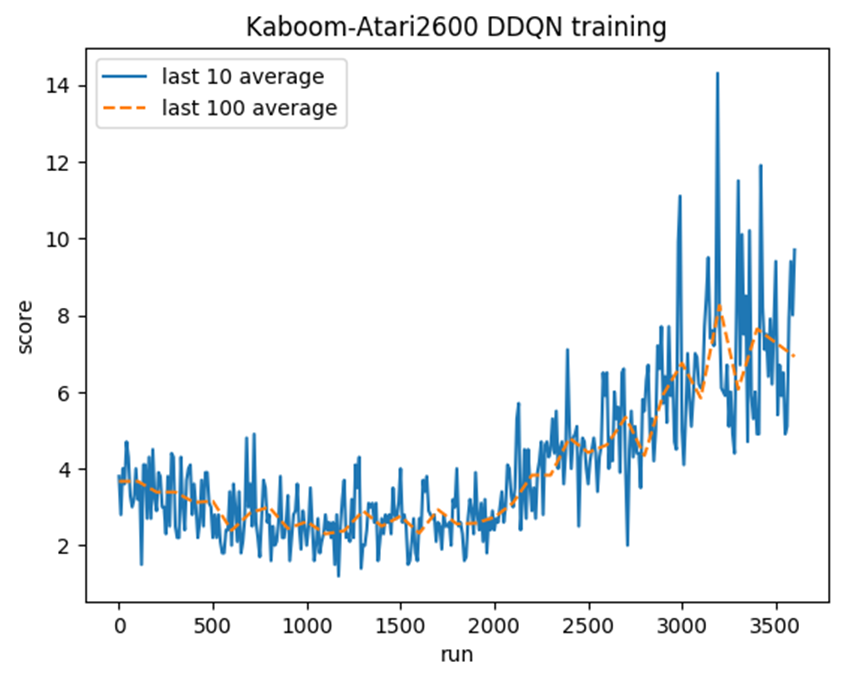 Kaboom-Atari2600 DDQN training
last 10 average
last 100 average
score
14
12
10
8
6
4
2
0 500 1000 1500 2000 2500 3000 3500
run